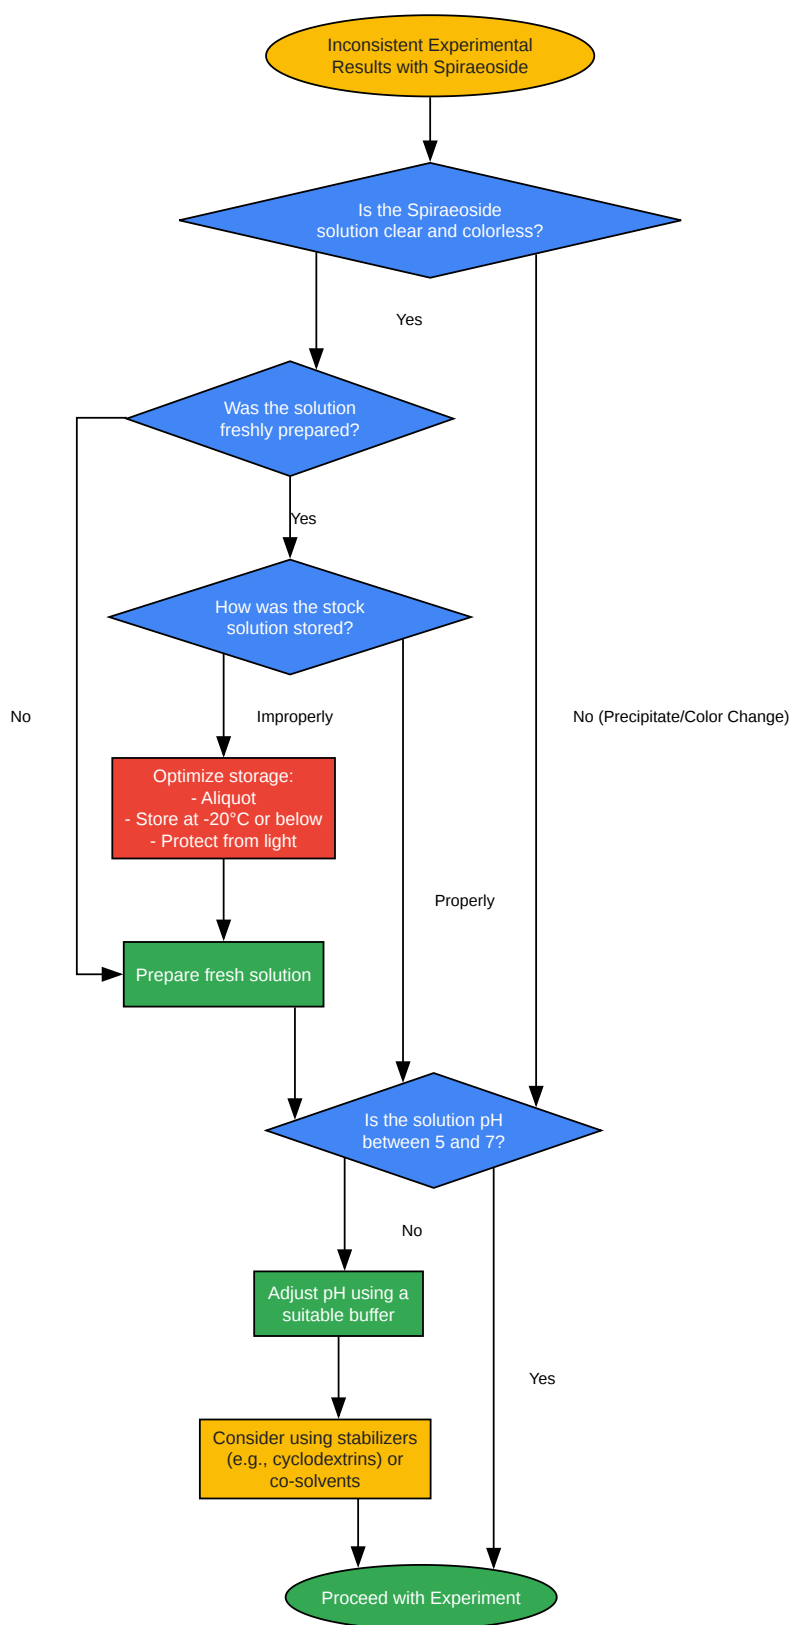 Inconsistent Experimental
Results with Spiraeoside
Is the Spiraeoside
solution clear and colorless?
Yes
Was the solution
freshly prepared?
Yes
How was the stock
solution stored?
No
Improperly
No (Precipitate/Color Change)
Optimize storage:
- Aliquot
- Store at -20°C or below
- Protect from light
Properly
Prepare fresh solution
Is the solution pH
between 5 and 7?
No
Adjust pH using a
suitable buffer
Yes
Consider using stabilizers
(e.g., cyclodextrins) or
co-solvents
Proceed with Experiment